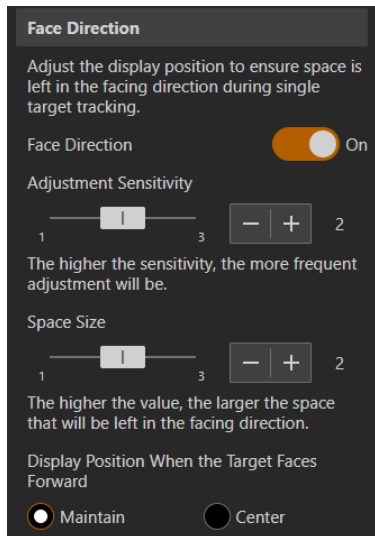 Face Direction
Adjust the display position to ensure space is
left in the facing direction during single
target tracking.
Face Direction On
Adjustment Sensitivity
1 3 − + 2
The higher the sensitivity, the more frequent
adjustment will be.
Space Size
1 3 − + 2
The higher the value, the larger the space
that will be left in the facing direction.
Display Position When the Target Faces
Forward
Maintain Center